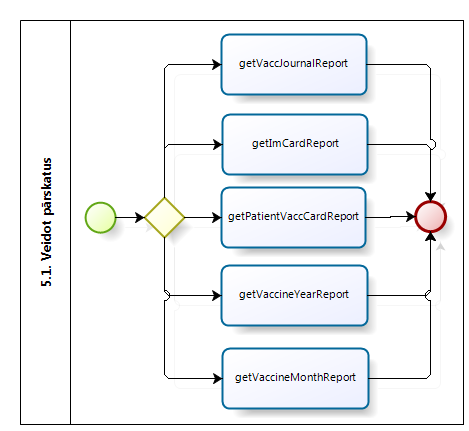 5.1. Veidot pārskatus
getVaccJournalReport
getImCardReport
getPatientVaccCardReport
getVaccineYearReport
getVaccineMonthReport